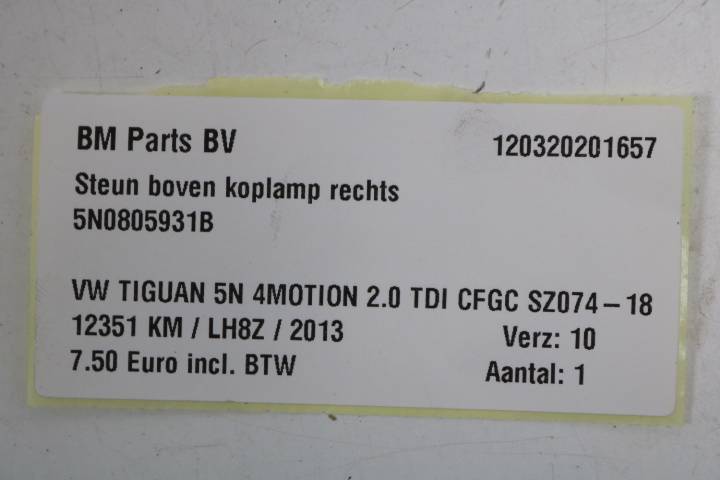 BM Parts BV 120320201657
Steun boven koplamp rechts
5N0805931B
VW TIGUAN 5N 4MOTION 2.0 TDI CFGC SZ074-18
12351 KM / LH8Z / 2013 Verz: 10
7.50 Euro incl. BTW Aantal: 1